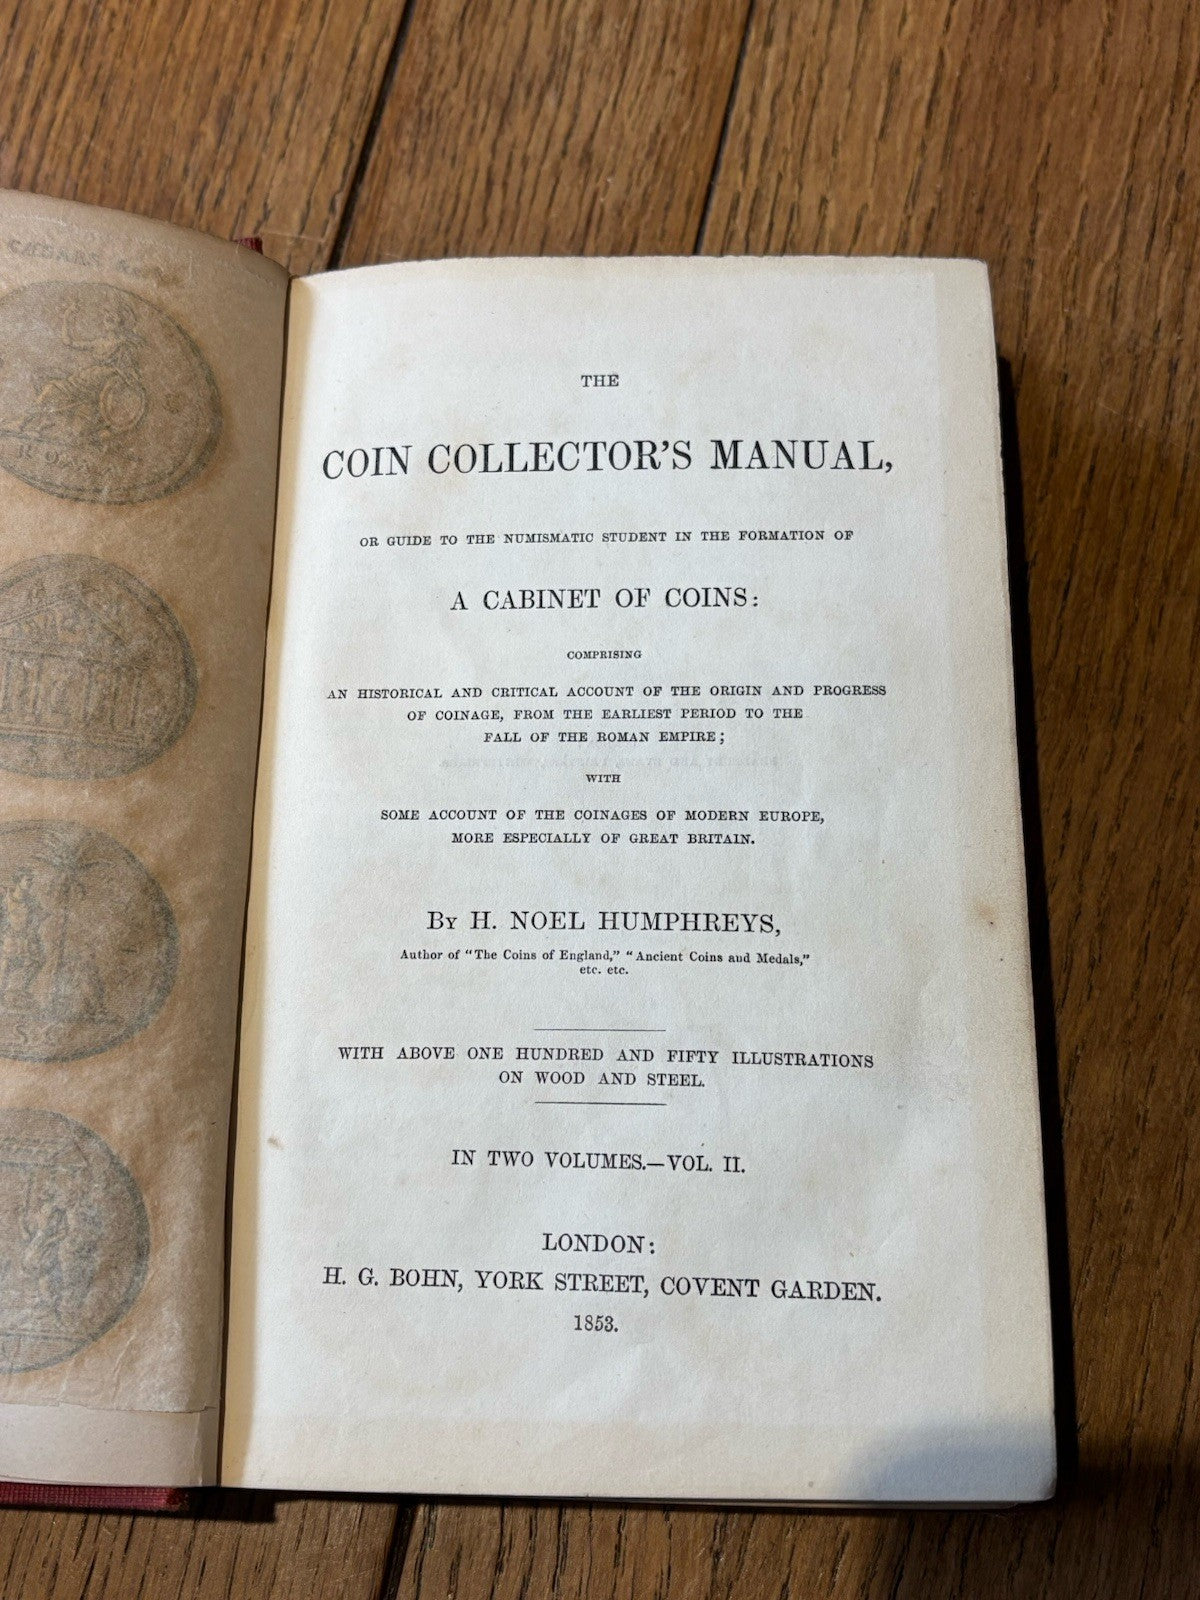 THE
COIN COLLECTOR'S MANUAL,
OR GUIDE TO THE NUMISMATIC STUDENT IN THE FORMATION OF
A CABINET OF COINS:
COMPRISING
AN HISTORICAL AND CRITICAL ACCOUNT OF THE ORIGIN AND PROGRESS
OF COINAGE, FROM THE EARLIEST PERIOD TO THE
FALL OF THE ROMAN EMPIRE;
WITH
SOME ACCOUNT OF THE COINAGES OF MODERN EUROPE,
MORE ESPECIALLY OF GREAT BRITAIN.
BY H. NOEL HUMPHREYS,
Author of "The Coins of England," "Ancient Coins and Medals,"
etc. etc.
WITH ABOVE ONE HUNDRED AND FIFTY ILLUSTRATIONS
ON WOOD AND STEEL.
IN TWO VOLUMES.—VOL. II.
LONDON:
H. G. BOHN, YORK STREET, COVENT GARDEN.
1853.